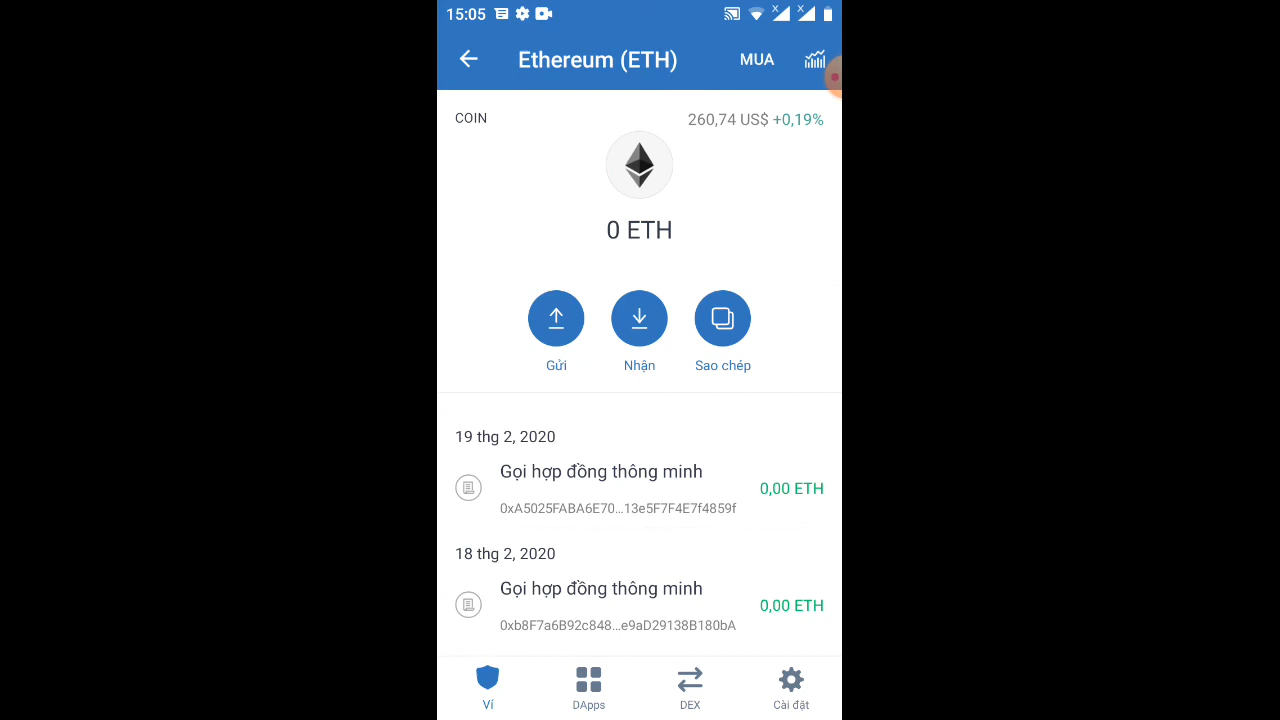 15:05
Ethereum (ETH)
MUA
COIN
260,74 US$ +0,19%
0 ETH
Gửi
Nhận
Sao chép
19 thg 2, 2020
Gọi hợp đồng thông minh
0,00 ETH
0xA5025FABA6E70...13e5F7F4E7f4859f
18 thg 2, 2020
Gọi hợp đồng thông minh
0,00 ETH
0xb8F7a6B92c848...e9aD29138B180bA
Ví
DApps
DEX
Cài đặt